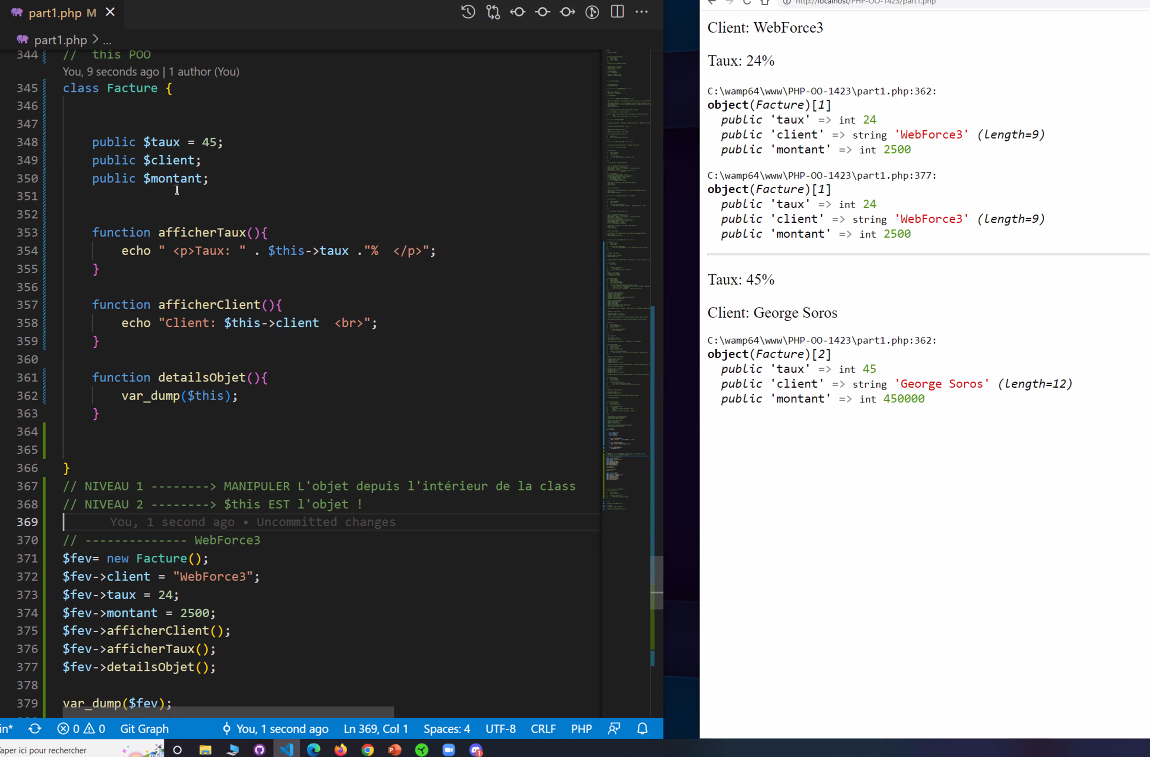 part1.php M
part1.php > ...
344 // this POO
You, 9 seconds ago | 1 author (You)
345 class Facture {
346
347
348 public $taux = 45;
349 public $client;
350 public $montant;
351
352
353 function afficherTaux(){
354 echo " <p>Taux: " . $this->taux ."% </p>";
355 }
356
357 function afficherClient(){
358 echo "Client: $this->client <br>";
359 }
360
361 function detailsObjet(){
362 var_dump($this);
363 }
364
365
366 }
367 // NIVEAU 1 --------> MANIPULER L'objet depuis l'intérieur de la class
368 // NIVEAU 2 --------> $this EST l'objet !
369 You, 1 second ago • Uncommitted changes
370 // -------------- WebForce3
371 $fev= new Facture();
372 $fev->client = "WebForce3";
373 $fev->taux = 24;
374 $fev->montant = 2500;
375 $fev->afficherClient();
376 $fev->afficherTaux();
377 $fev->detailsObjet();
378
379 var_dump($fev);
in* 0 0 Git Graph You, 1 second ago Ln 369, Col 1 Spaces: 4 UTF-8 CRLF PHP
Taper ici pour rechercher
http://localhost/PHP-OO-1423/part1.php
Client: WebForce3
Taux: 24%
C:\wamp64\www\PHP-OO-1423\part1.php:362:
object(Facture)[1]
public 'taux' => int 24
public 'client' => string 'WebForce3' (length=9)
public 'montant' => int 2500
C:\wamp64\www\PHP-OO-1423\part1.php:377:
object(Facture)[1]
public 'taux' => int 24
public 'client' => string 'WebForce3' (length=9)
public 'montant' => int 2500
Taux: 45%
Client: George Soros
C:\wamp64\www\PHP-OO-1423\part1.php:362:
object(Facture)[2]
public 'taux' => int 45
public 'client' => string 'George Soros' (length=12)
public 'montant' => int 450000